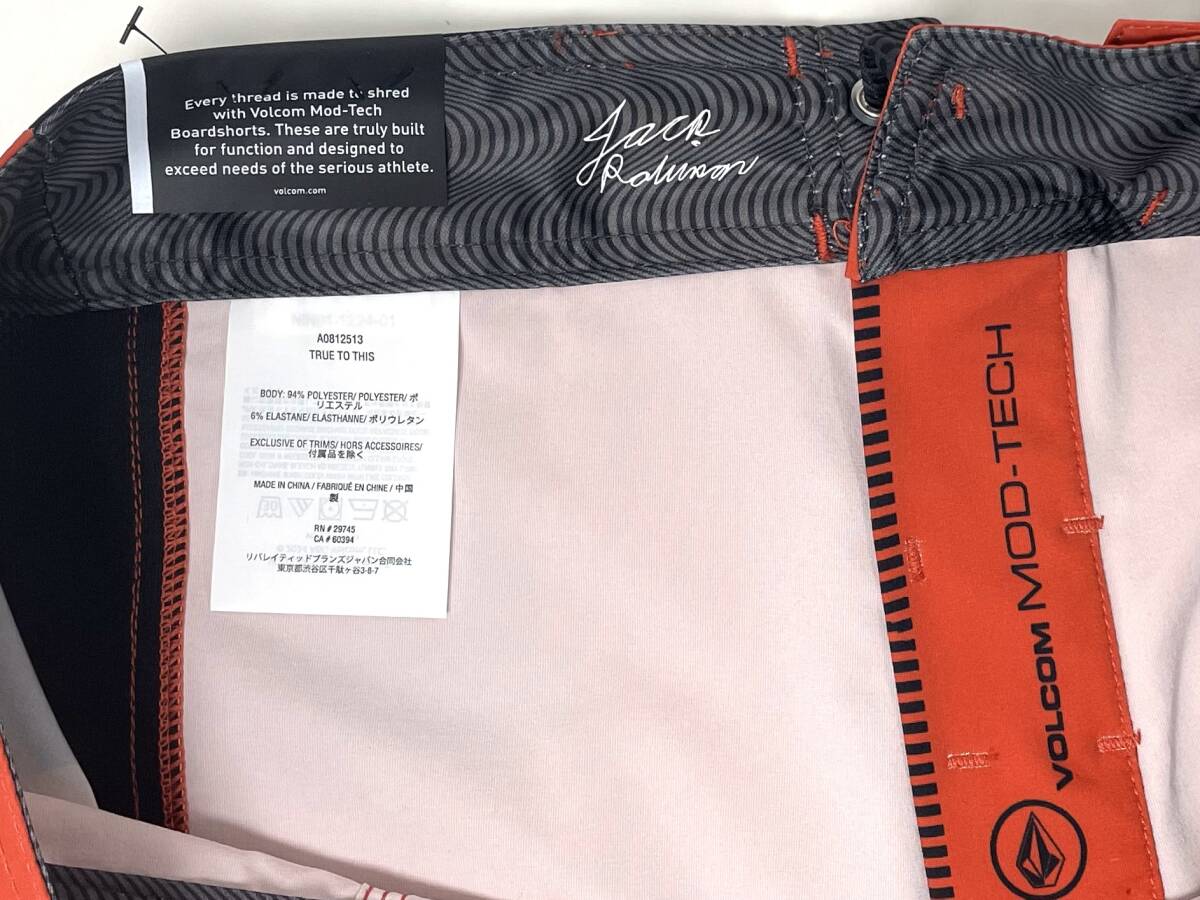 Every thread is made to shred
with Volcom Mod-Tech
Boardshorts. These are truly built
for function and designed to
exceed needs of the serious athlete.
volcom.com
Jack
Robinson
A0812513
TRUE TO THIS
BODY: 94% POLYESTER/ POLYESTER/ ポ
リエステル
6% ELASTANE/ ELASTHANNE/ ポリウレタン
EXCLUSIVE OF TRIMS/ HORS ACCESSOIRES/
付属品を除く
MADE IN CHINA / FABRIQUÉ EN CHINE / 中国
製
RN # 29745
CA # 60394
リバレイティッドブランズジャパン合同会社
東京都渋谷区千駄ヶ谷3-8-7
VOLCOM MOD-TECH